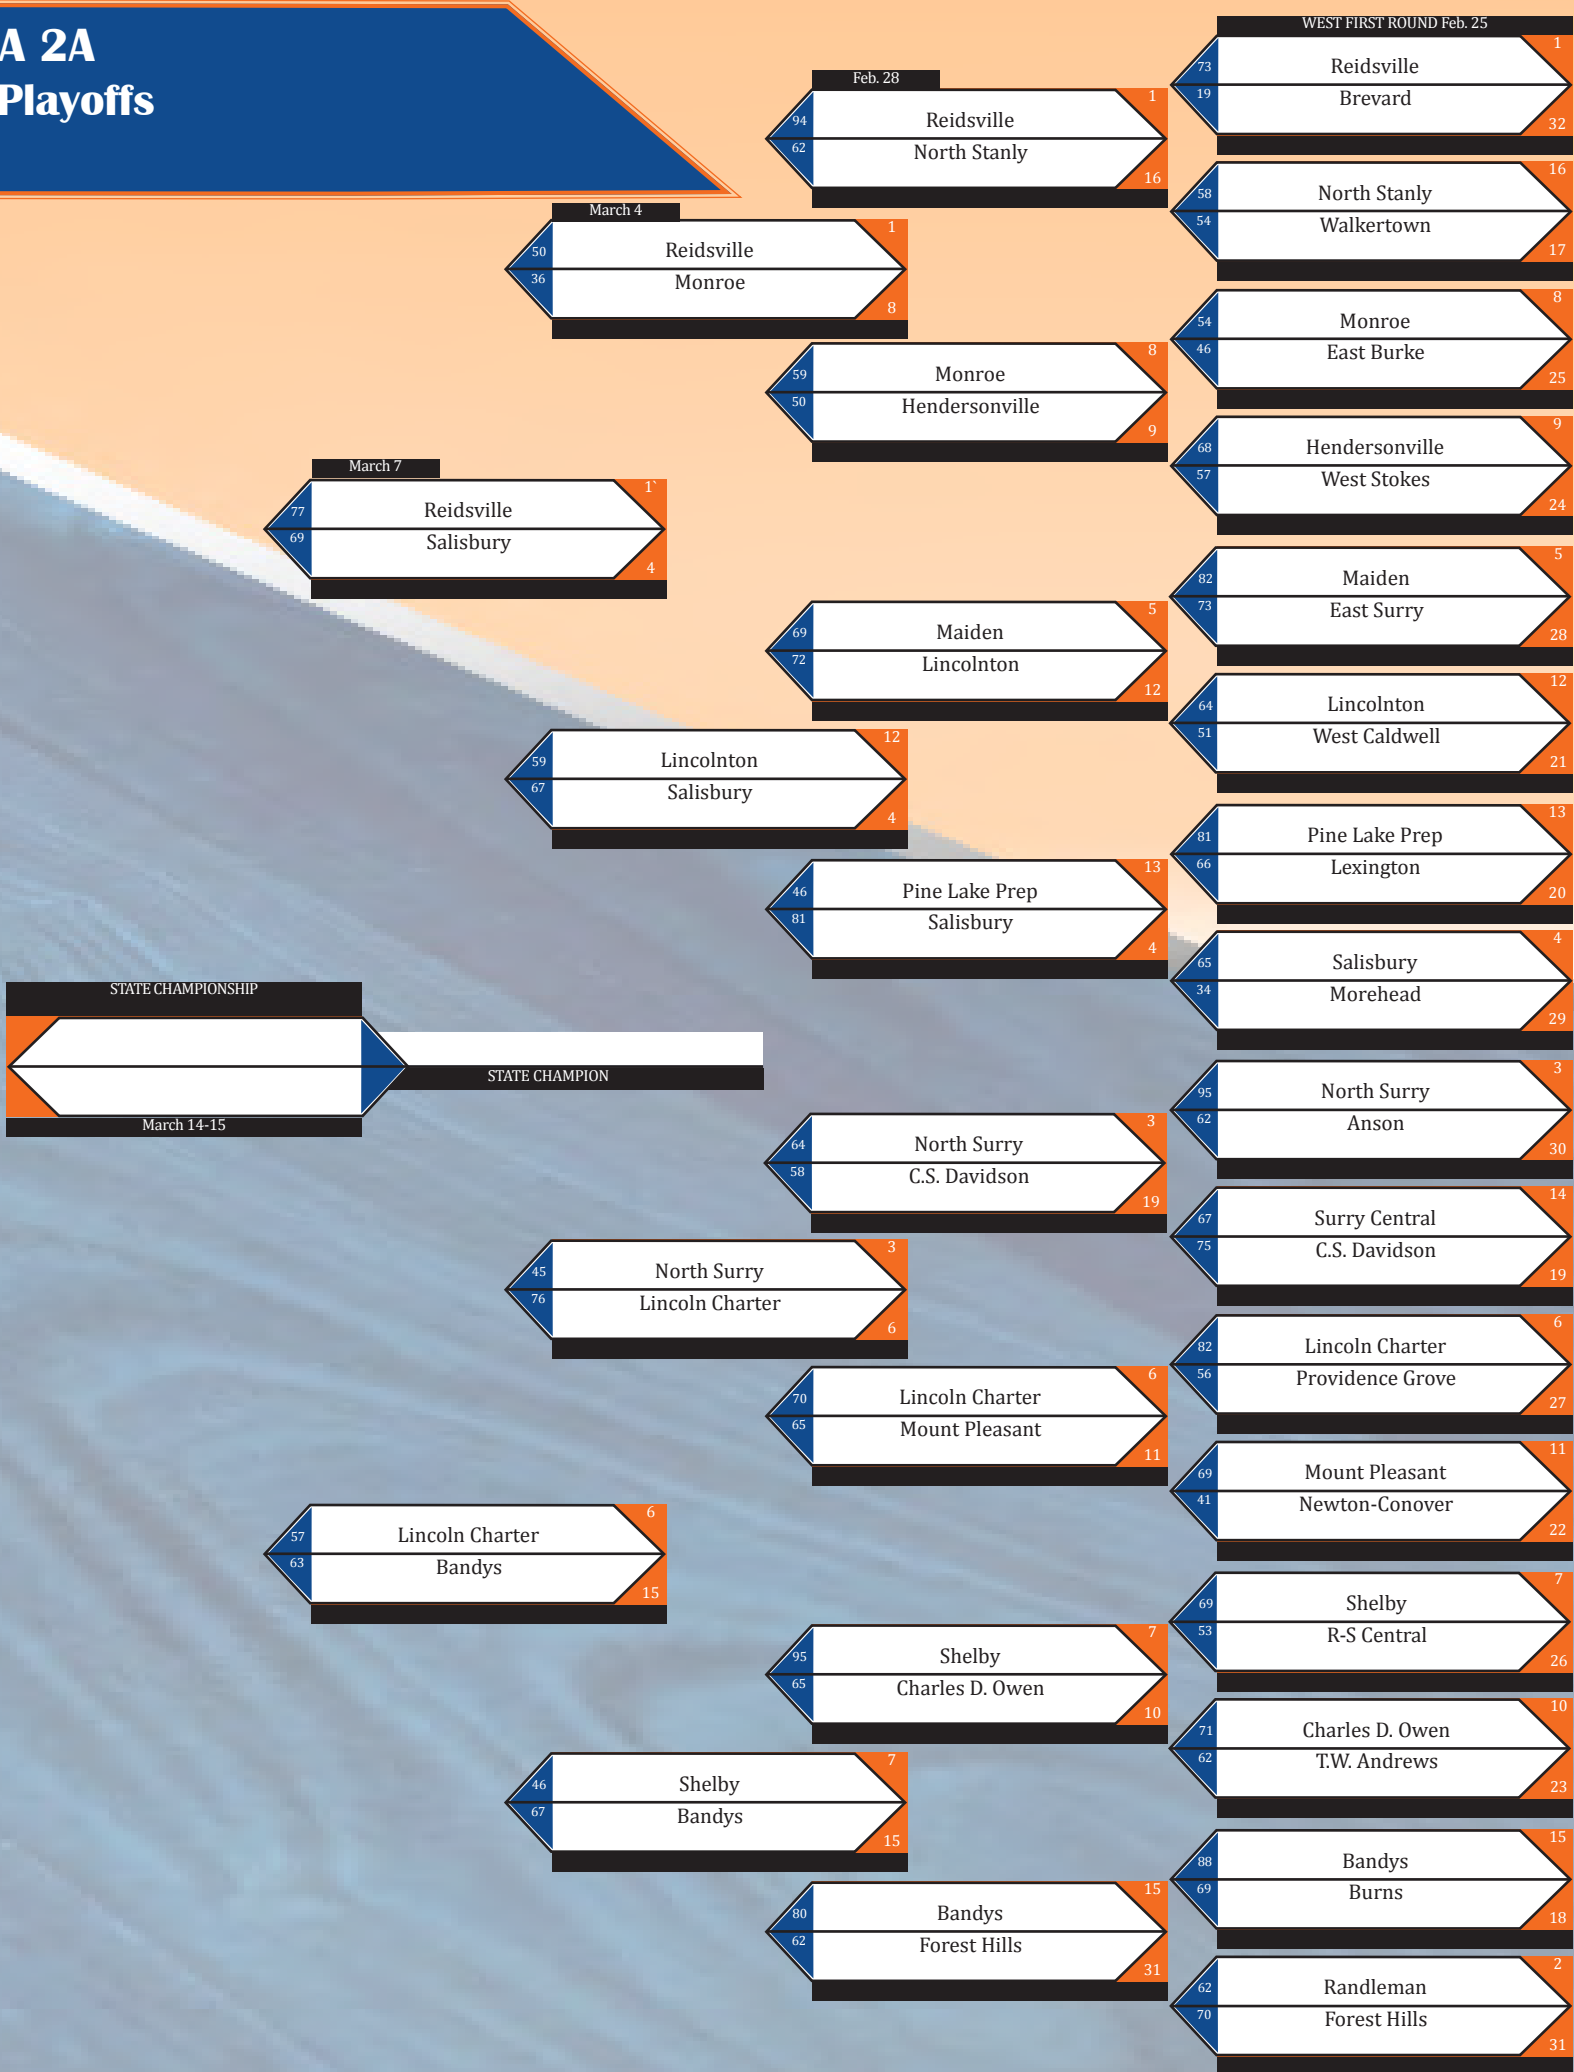 A 2A
Playoffs
WEST FIRST ROUND Feb. 25
1
73 Reidsville
19 Brevard
32
16
58 North Stanly
54 Walkertown
17
8
54 Monroe
46 East Burke
25
9
68 Hendersonville
57 West Stokes
24
5
82 Maiden
73 East Surry
28
12
64 Lincolnton
51 West Caldwell
21
13
81 Pine Lake Prep
66 Lexington
20
4
65 Salisbury
34 Morehead
29
3
95 North Surry
62 Anson
30
14
67 Surry Central
75 C.S. Davidson
19
6
82 Lincoln Charter
56 Providence Grove
27
11
69 Mount Pleasant
41 Newton-Conover
22
7
69 Shelby
53 R-S Central
26
10
71 Charles D. Owen
62 T.W. Andrews
23
15
88 Bandys
69 Burns
18
2
62 Randleman
70 Forest Hills
31
Feb. 28
1
94 Reidsville
62 North Stanly
16
8
59 Monroe
50 Hendersonville
9
5
69 Maiden
72 Lincolnton
12
13
46 Pine Lake Prep
81 Salisbury
4
3
64 North Surry
58 C.S. Davidson
19
6
70 Lincoln Charter
65 Mount Pleasant
11
7
95 Shelby
65 Charles D. Owen
10
15
80 Bandys
62 Forest Hills
31
March 4
1
50 Reidsville
36 Monroe
8
12
59 Lincolnton
67 Salisbury
4
3
45 North Surry
76 Lincoln Charter
6
7
46 Shelby
67 Bandys
15
March 7
1`
77 Reidsville
69 Salisbury
4
6
57 Lincoln Charter
63 Bandys
15
STATE CHAMPIONSHIP
STATE CHAMPION
March 14-15